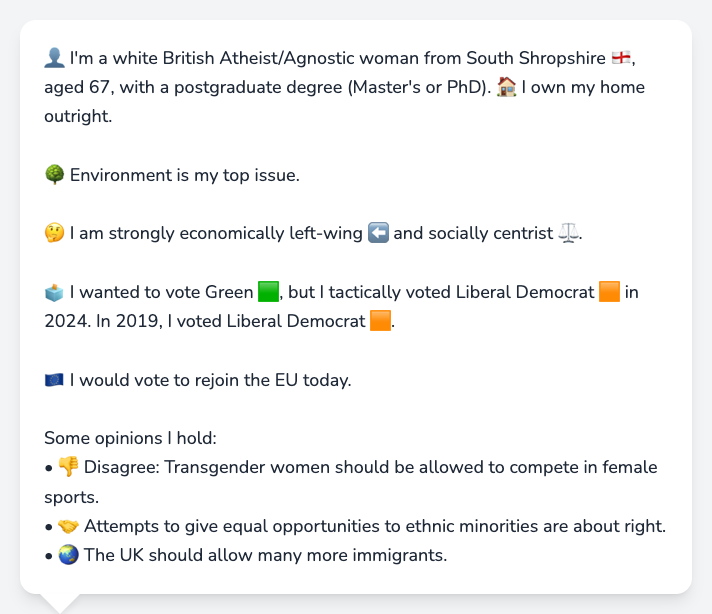 👤 I'm a white British Atheist/Agnostic woman from South Shropshire 🏴󠁧󠁢󠁥󠁮󠁧󠁿,
aged 67, with a postgraduate degree (Master's or PhD). 🏠 I own my home
outright.
🌳 Environment is my top issue.
🤔 I am strongly economically left-wing ⬅️ and socially centrist ⚖️.
🗳️ I wanted to vote Green 🟩, but I tactically voted Liberal Democrat 🟧 in
2024. In 2019, I voted Liberal Democrat 🟧.
🇪🇺 I would vote to rejoin the EU today.
Some opinions I hold:
• 👎 Disagree: Transgender women should be allowed to compete in female
sports.
• 🤝 Attempts to give equal opportunities to ethnic minorities are about right.
• 🌏 The UK should allow many more immigrants.